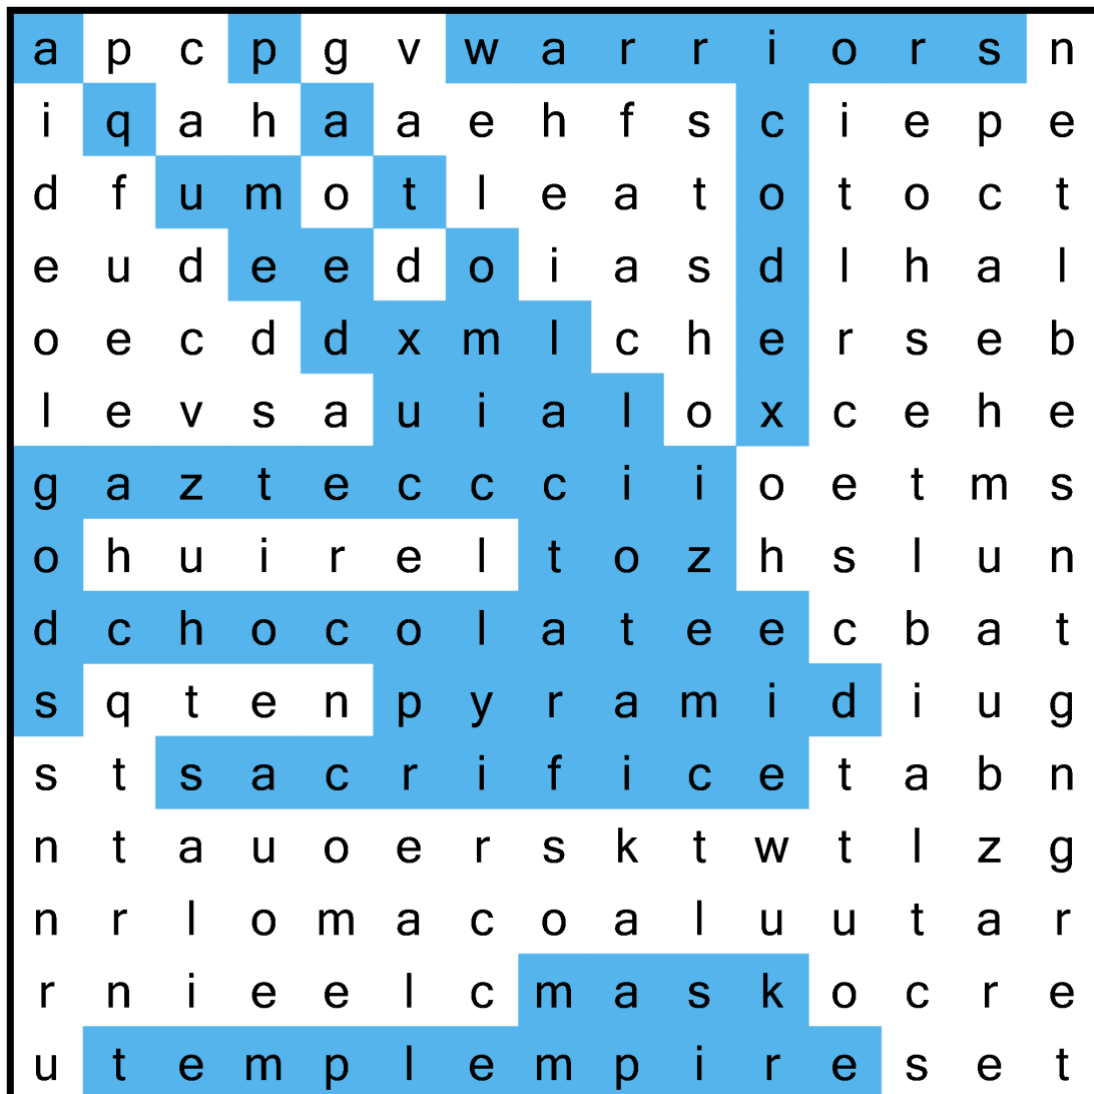 a p c p g v w a r r i o r s n
i q a h a a e h f s c i e p e
d f u m o t l e a t o t o c t
e u d e e d o i a s d l h a l
o e c d d x m l c h e r s e b
l e v s a u i a l o x c e h e
g a z t e c c c i i o e t m s
o h u i r e l t o z h s l u n
d c h o c o l a t e e c b a t
s q t e n p y r a m i d i u g
s t s a c r i f i c e t a b n
n t a u o e r s k t w t l z g
n r l o m a c o a l u u t a r
r n i e e l c m a s k o c r e
u t e m p l e m p i r e s e t